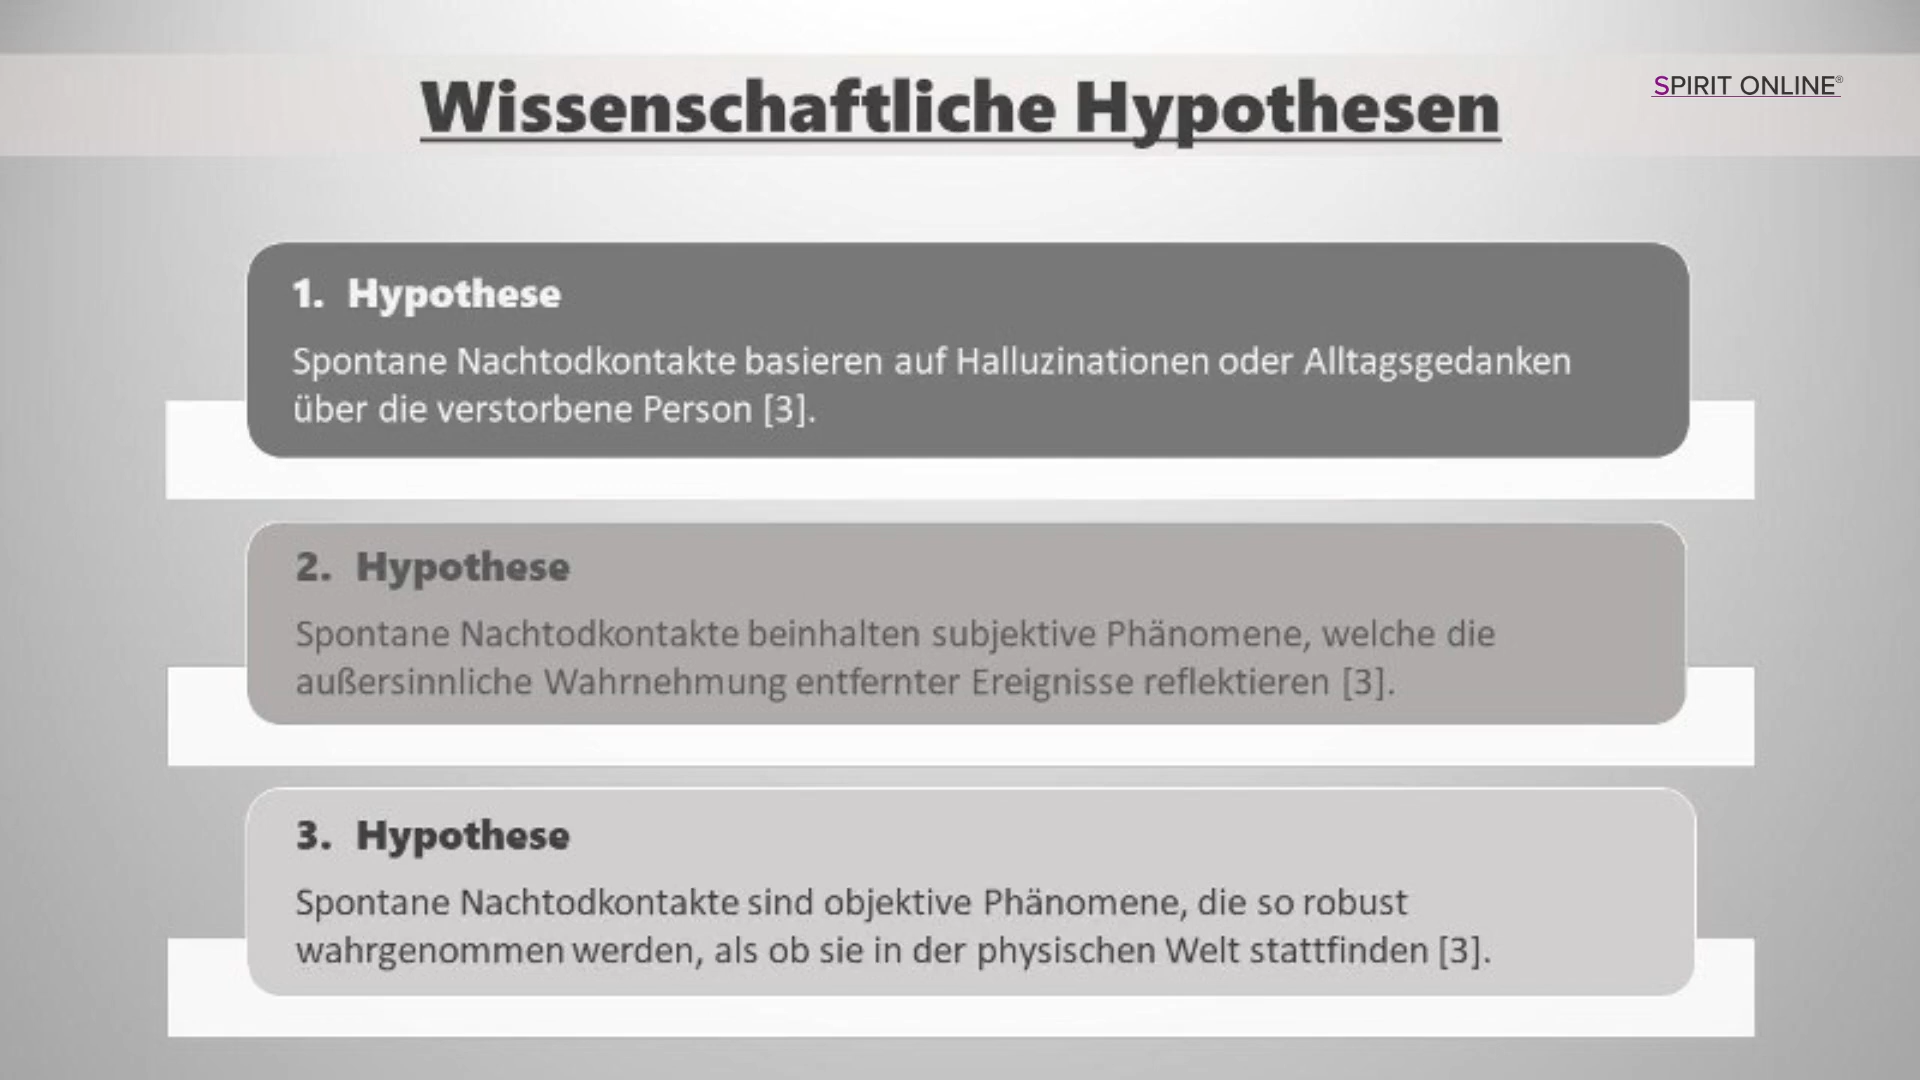 Wissenschaftliche Hypothesen
SPIRIT ONLINE®
1. Hypothese
Spontane Nachtodkontakte basieren auf Halluzinationen oder Alltagsgedanken
über die verstorbene Person [3].
2. Hypothese
Spontane Nachtodkontakte beinhalten subjektive Phänomene, welche die
außersinnliche Wahrnehmung entfernter Ereignisse reflektieren [3].
3. Hypothese
Spontane Nachtodkontakte sind objektive Phänomene, die so robust
wahrgenommen werden, als ob sie in der physischen Welt stattfinden [3].